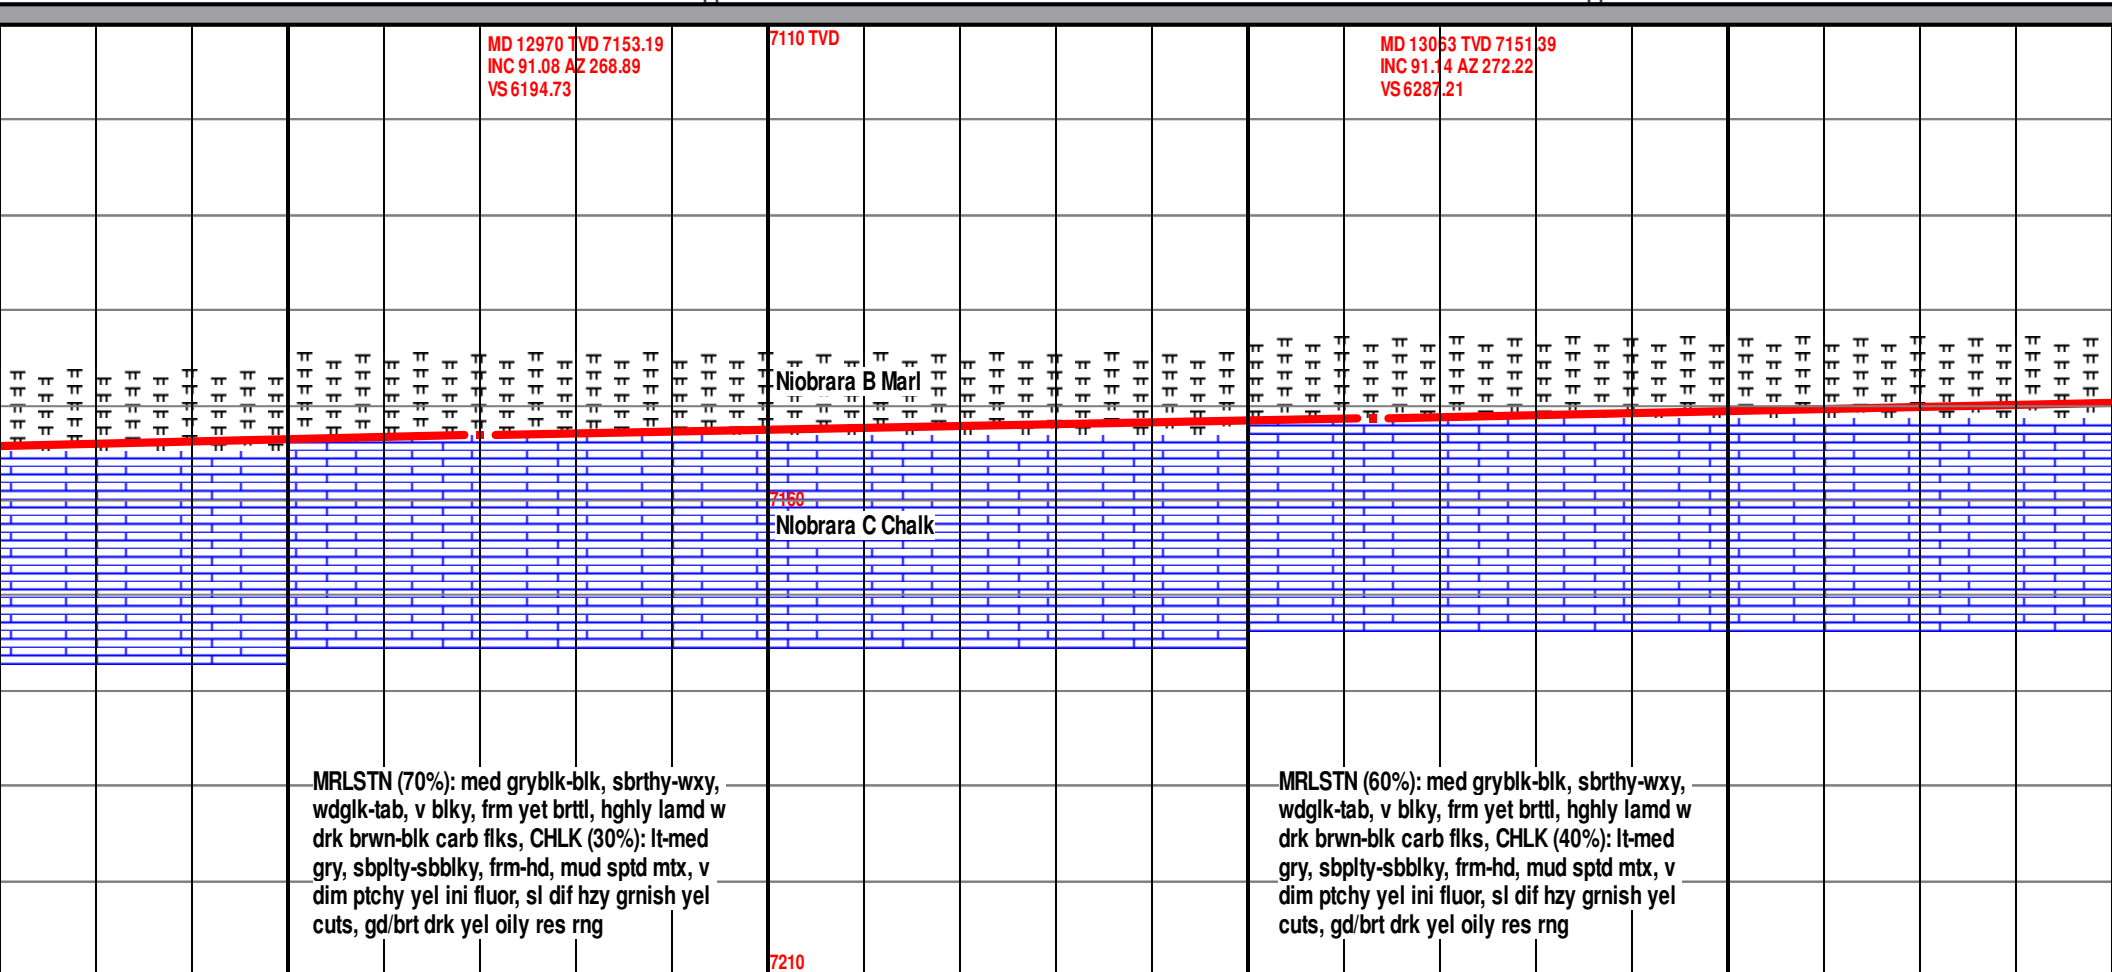 MD 12970 TVD 7153.19
INC 91.08 AZ 268.89
VS 6194.73
7110 TVD
MD 13063 TVD 7151.39
INC 91.14 AZ 272.22
VS 6287.21
Niobrara B Marl
7160
NIobrara C Chalk
MRLSTN (70%): med gryblk-blk, sbrthy-wxy,
wdglk-tab, v blky, frm yet brttl, hghly lamd w
drk brwn-blk carb flks, CHLK (30%): lt-med
gry, sbplty-sbblky, frm-hd, mud sptd mtx, v
dim ptchy yel ini fluor, sl dif hzy grnish yel
cuts, gd/brt drk yel oily res rng
MRLSTN (60%): med gryblk-blk, sbrthy-wxy,
wdglk-tab, v blky, frm yet brttl, hghly lamd w
drk brwn-blk carb flks, CHLK (40%): lt-med
gry, sbplty-sbblky, frm-hd, mud sptd mtx, v
dim ptchy yel ini fluor, sl dif hzy grnish yel
cuts, gd/brt drk yel oily res rng
7210